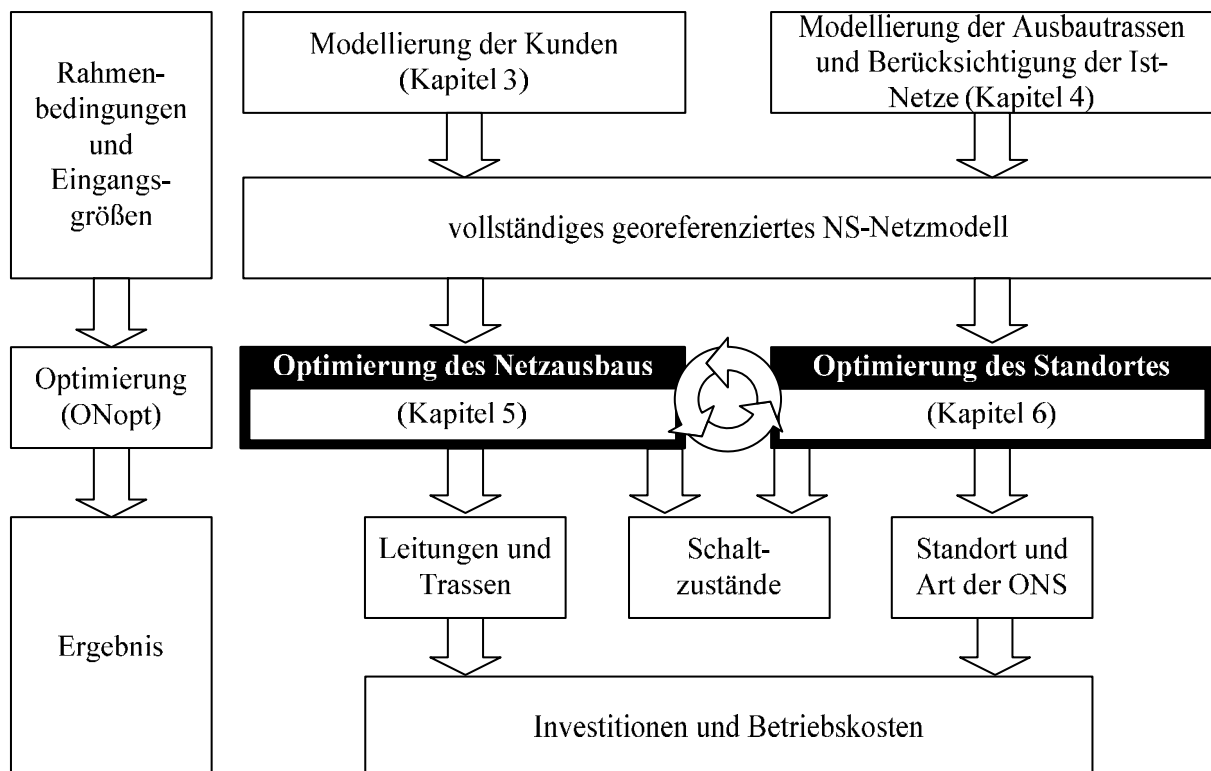 Rahmen-
bedingungen
und
Eingangs-
größen
Modellierung der Kunden
(Kapitel 3)
Modellierung der Ausbautrassen
und Berücksichtigung der Ist-
Netze (Kapitel 4)
vollständiges georeferenziertes NS-Netzmodell
Optimierung
(ONopt)
Optimierung des Netzausbaus
(Kapitel 5)
Optimierung des Standortes
(Kapitel 6)
Ergebnis
Leitungen und
Trassen
Schalt-
zustände
Standort und
Art der ONS
Investitionen und Betriebskosten